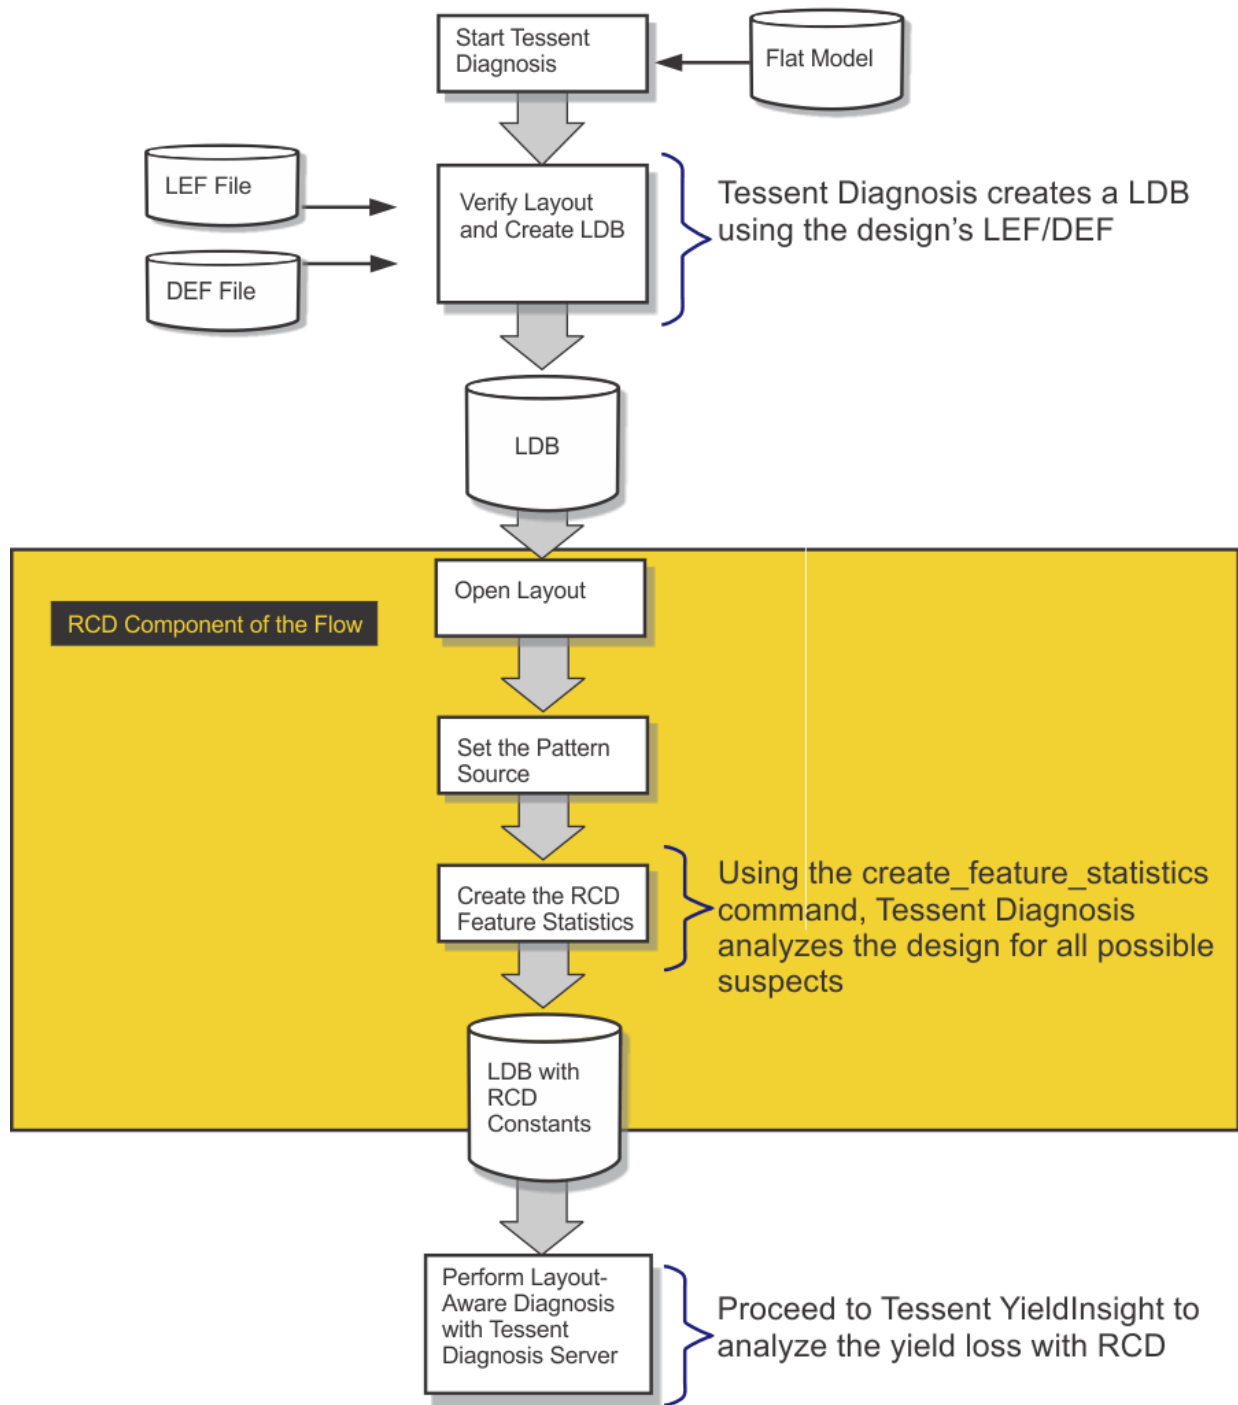 Start Tessent
Diagnosis
Flat Model
LEF File
DEF File
Verify Layout
and Create LDB
Tessent Diagnosis creates a LDB
using the design's LEF/DEF
LDB
RCD Component of the Flow
Open Layout
Set the Pattern
Source
Create the RCD
Feature Statistics
Using the create_feature_statistics
command, Tessent Diagnosis
analyzes the design for all possible
suspects
LDB with
RCD
Constants
Perform Layout-
Aware Diagnosis
with Tessent
Diagnosis Server
Proceed to Tessent YieldInsight to
analyze the yield loss with RCD